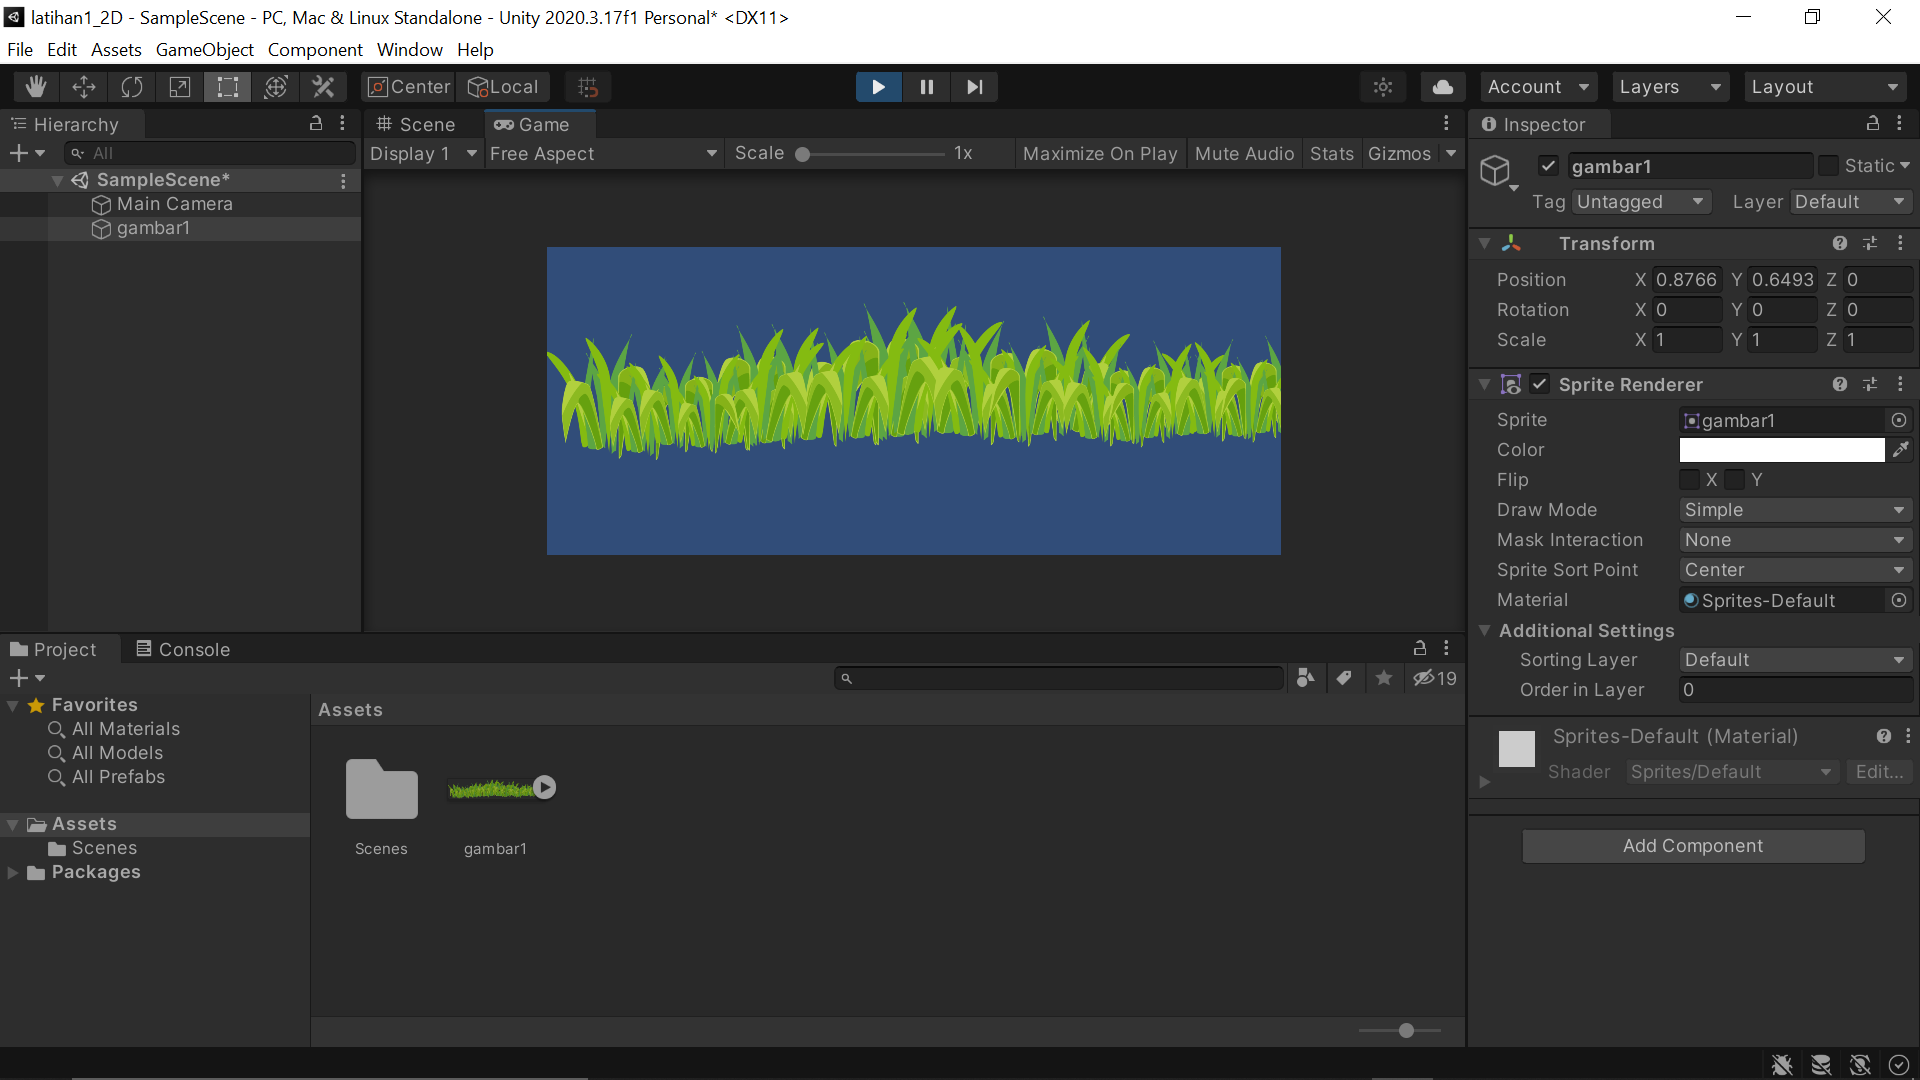 latihan1_2D - SampleScene - PC, Mac & Linux Standalone - Unity 2020.3.17f1 Personal* <DX11>
File Edit Assets GameObject Component Window Help
Center Local Account Layers Layout
Hierarchy
All
SampleScene*
Main Camera
gambar1
Scene Game
Display 1 Free Aspect Scale 1x Maximize On Play Mute Audio Stats Gizmos
Inspector
gambar1 Static
Tag Untagged Layer Default
Transform
Position X 0.8766 Y 0.6493 Z 0
Rotation X 0 Y 0 Z 0
Scale X 1 Y 1 Z 1
Sprite Renderer
Sprite gambar1
Color
Flip X Y
Draw Mode Simple
Mask Interaction None
Sprite Sort Point Center
Material Sprites-Default
Additional Settings
Sorting Layer Default
Order in Layer 0
Sprites-Default (Material)
Shader Sprites/Default Edit...
Add Component
Project Console
19
Favorites
All Materials
All Models
All Prefabs
Assets
Scenes
Packages
Assets
Scenes gambar1